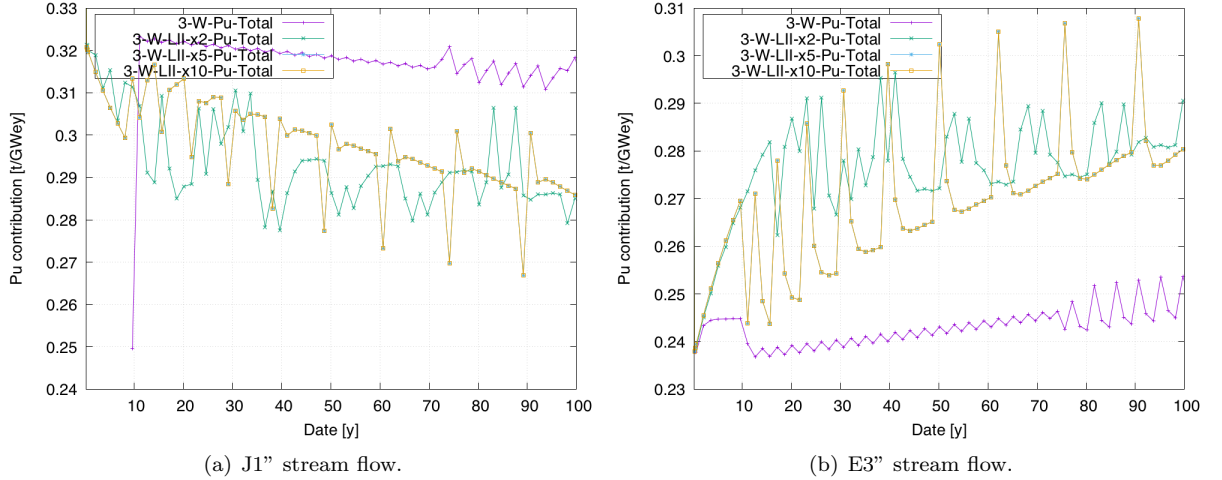 0.33
0.32
0.31
0.3
0.29
0.28
0.27
0.26
0.25
0.24
Pu contribution [t/GWey]
3-W-Pu-Total
3-W-LII-x2-Pu-Total
3-W-LII-x5-Pu-Total
3-W-LII-x10-Pu-Total
10 20 30 40 50 60 70 80 90 100
Date [y]
(a) J1” stream flow.
0.31
0.3
0.29
0.28
0.27
0.26
0.25
0.24
0.23
Pu contribution [t/GWey]
3-W-Pu-Total
3-W-LII-x2-Pu-Total
3-W-LII-x5-Pu-Total
3-W-LII-x10-Pu-Total
10 20 30 40 50 60 70 80 90 100
Date [y]
(b) E3” stream flow.